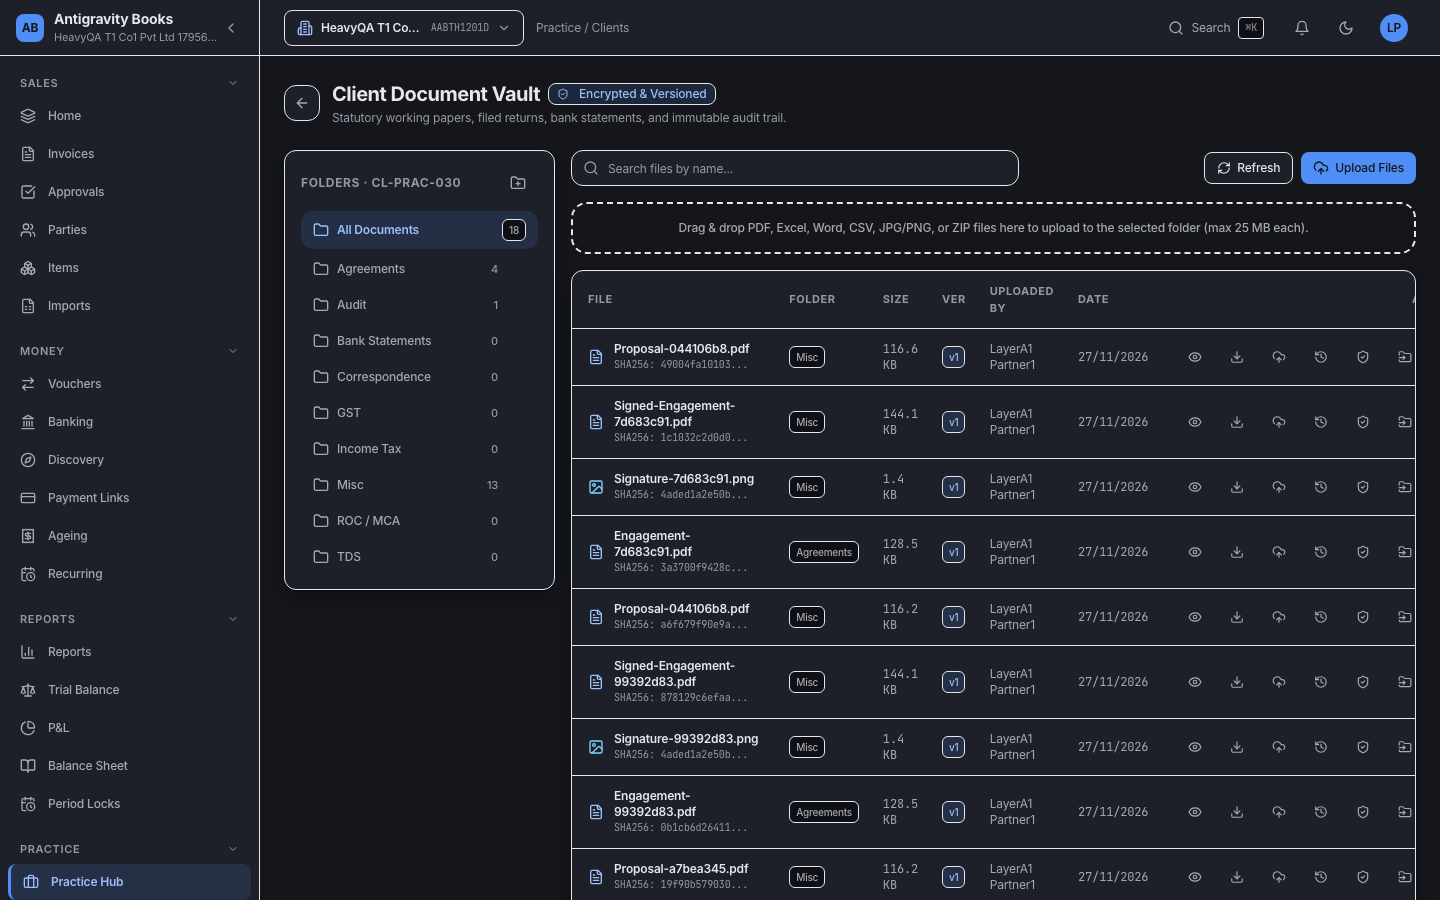 AB
Antigravity Books
HeavyQA T1 Co1 Pvt Ltd 17956...
HeavyQA T1 Co...
AABTH1201D
Practice / Clients
Search
⌘K
LP
SALES
Home
Invoices
Approvals
Parties
Items
Imports
MONEY
Vouchers
Banking
Discovery
Payment Links
Ageing
Recurring
REPORTS
Reports
Trial Balance
P&L
Balance Sheet
Period Locks
PRACTICE
Practice Hub
Client Document Vault
Encrypted & Versioned
Statutory working papers, filed returns, bank statements, and immutable audit trail.
FOLDERS · CL-PRAC-030
All Documents 18
Agreements 4
Audit 1
Bank Statements 0
Correspondence 0
GST 0
Income Tax 0
Misc 13
ROC / MCA 0
TDS 0
Search files by name...
Refresh
Upload Files
Drag & drop PDF, Excel, Word, CSV, JPG/PNG, or ZIP files here to upload to the selected folder (max 25 MB each).
FILE FOLDER SIZE VER UPLOADED BY DATE
Proposal-044106b8.pdf
SHA256: 49004fa10103...
Misc 116.6 KB v1 LayerA1 Partner1 27/11/2026
Signed-Engagement-
7d683c91.pdf
SHA256: 1c1032c2d0d0...
Misc 144.1 KB v1 LayerA1 Partner1 27/11/2026
Signature-7d683c91.png
SHA256: 4aded1a2e50b...
Misc 1.4 KB v1 LayerA1 Partner1 27/11/2026
Engagement-
7d683c91.pdf
SHA256: 3a3700f9428c...
Agreements 128.5 KB v1 LayerA1 Partner1 27/11/2026
Proposal-044106b8.pdf
SHA256: a6f679f90e9a...
Misc 116.2 KB v1 LayerA1 Partner1 27/11/2026
Signed-Engagement-
99392d83.pdf
SHA256: 878129c6efaa...
Misc 144.1 KB v1 LayerA1 Partner1 27/11/2026
Signature-99392d83.png
SHA256: 4aded1a2e50b...
Misc 1.4 KB v1 LayerA1 Partner1 27/11/2026
Engagement-
99392d83.pdf
SHA256: 0b1cb6d26411...
Agreements 128.5 KB v1 LayerA1 Partner1 27/11/2026
Proposal-a7bea345.pdf
SHA256: 19f90b579030...
Misc 116.2 KB v1 LayerA1 Partner1 27/11/2026